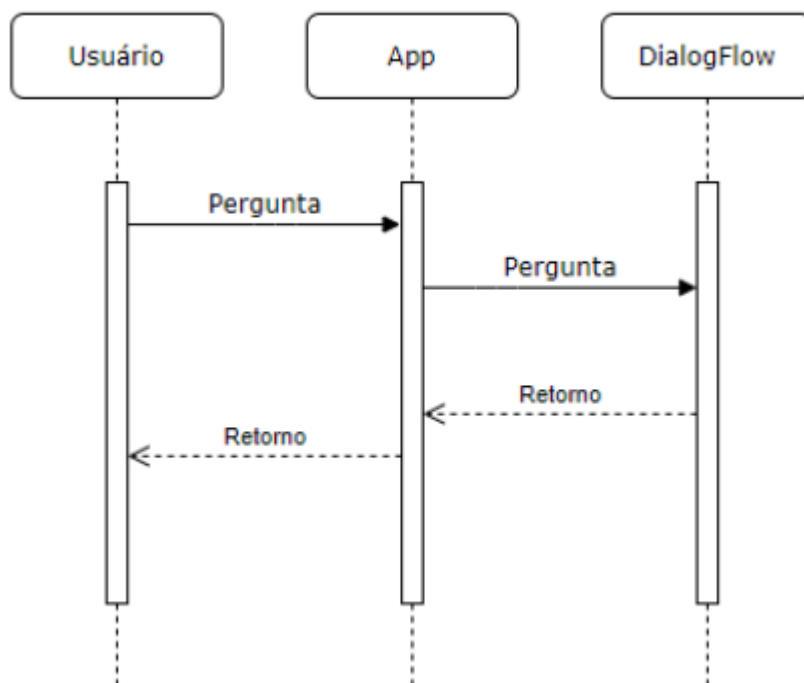 Usuário
App
DialogFlow
Pergunta
Pergunta
Retorno
Retorno